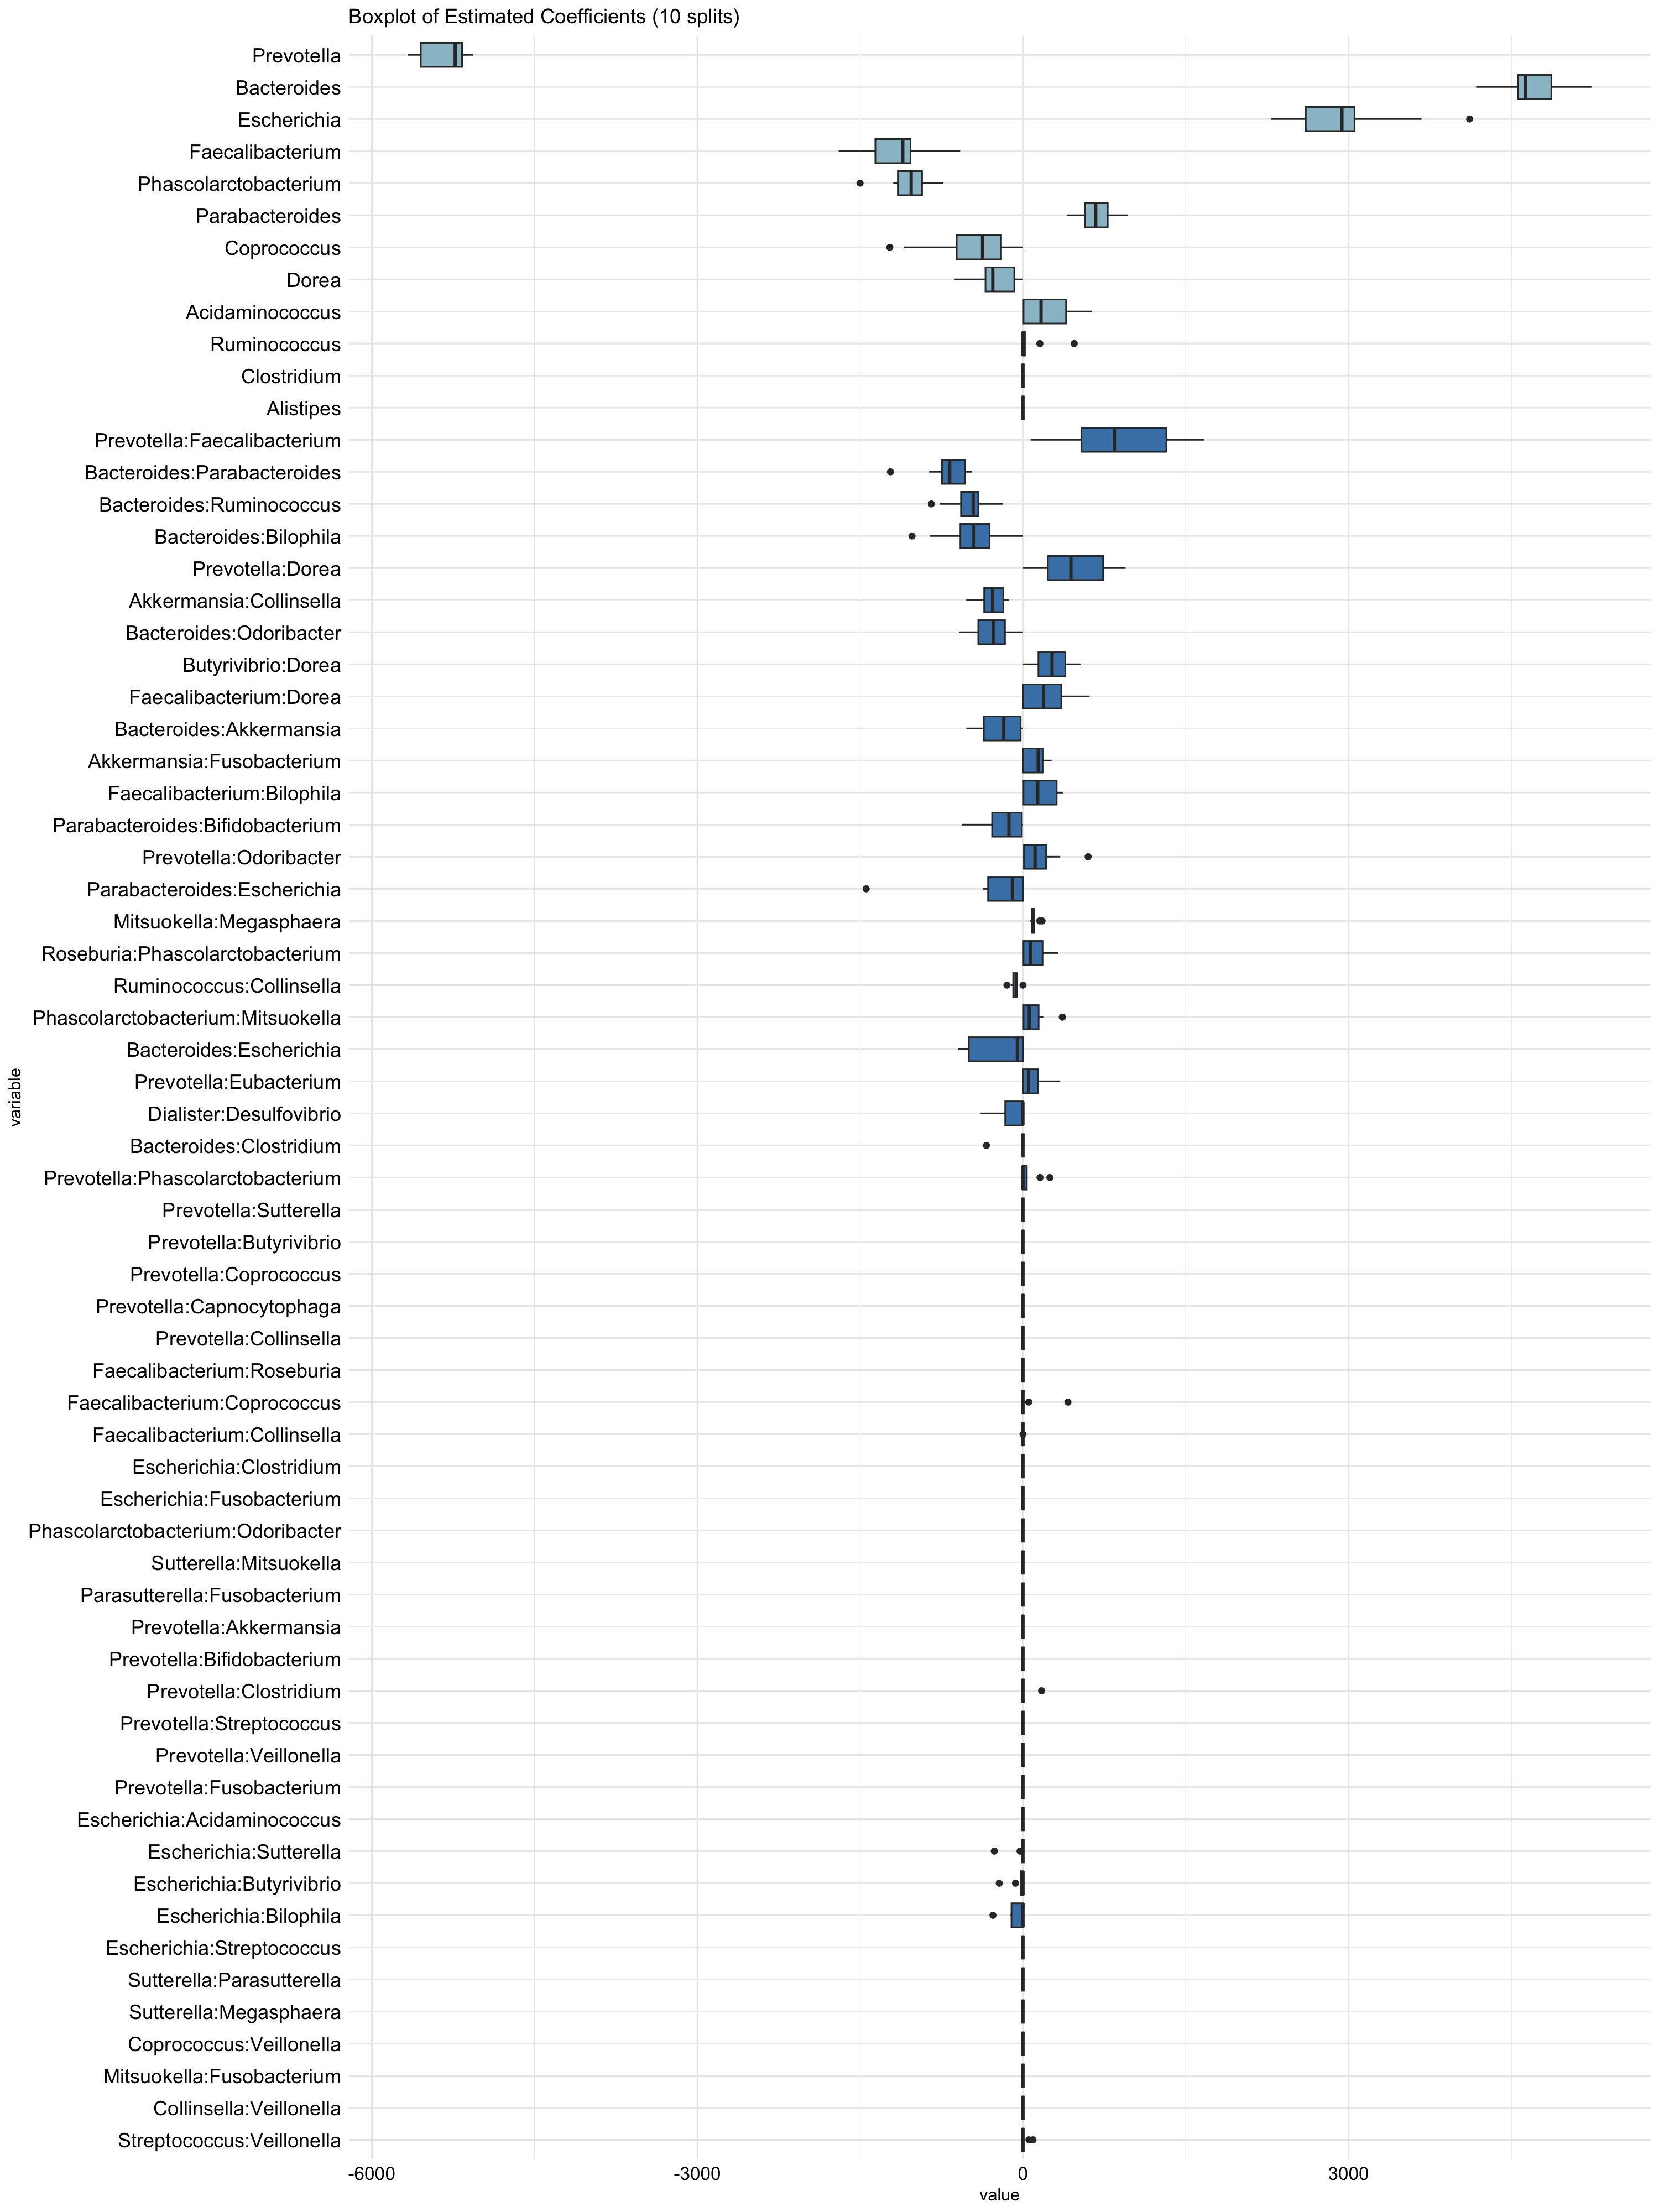 Boxplot of Estimated Coefficients (10 splits)
Prevotella
Bacteroides
Escherichia
Faecalibacterium
Phascolarctobacterium
Parabacteroides
Coprococcus
Dorea
Acidaminococcus
Ruminococcus
Clostridium
Alistipes
Prevotella:Faecalibacterium
Bacteroides:Parabacteroides
Bacteroides:Ruminococcus
Bacteroides:Bilophila
Prevotella:Dorea
Akkermansia:Collinsella
Bacteroides:Odoribacter
Butyrivibrio:Dorea
Faecalibacterium:Dorea
Bacteroides:Akkermansia
Akkermansia:Fusobacterium
Faecalibacterium:Bilophila
Parabacteroides:Bifidobacterium
Prevotella:Odoribacter
Parabacteroides:Escherichia
Mitsuokella:Megasphaera
Roseburia:Phascolarctobacterium
Ruminococcus:Collinsella
Phascolarctobacterium:Mitsuokella
Bacteroides:Escherichia
Prevotella:Eubacterium
Dialister:Desulfovibrio
Bacteroides:Clostridium
Prevotella:Phascolarctobacterium
Prevotella:Sutterella
Prevotella:Butyrivibrio
Prevotella:Coprococcus
Prevotella:Capnocytophaga
Prevotella:Collinsella
Faecalibacterium:Roseburia
Faecalibacterium:Coprococcus
Faecalibacterium:Collinsella
Escherichia:Clostridium
Escherichia:Fusobacterium
Phascolarctobacterium:Odoribacter
Sutterella:Mitsuokella
Parasutterella:Fusobacterium
Prevotella:Akkermansia
Prevotella:Bifidobacterium
Prevotella:Clostridium
Prevotella:Streptococcus
Prevotella:Veillonella
Prevotella:Fusobacterium
Escherichia:Acidaminococcus
Escherichia:Sutterella
Escherichia:Butyrivibrio
Escherichia:Bilophila
Escherichia:Streptococcus
Sutterella:Parasutterella
Sutterella:Megasphaera
Coprococcus:Veillonella
Mitsuokella:Fusobacterium
Collinsella:Veillonella
Streptococcus:Veillonella
variable
-6000 -3000 0 3000
value